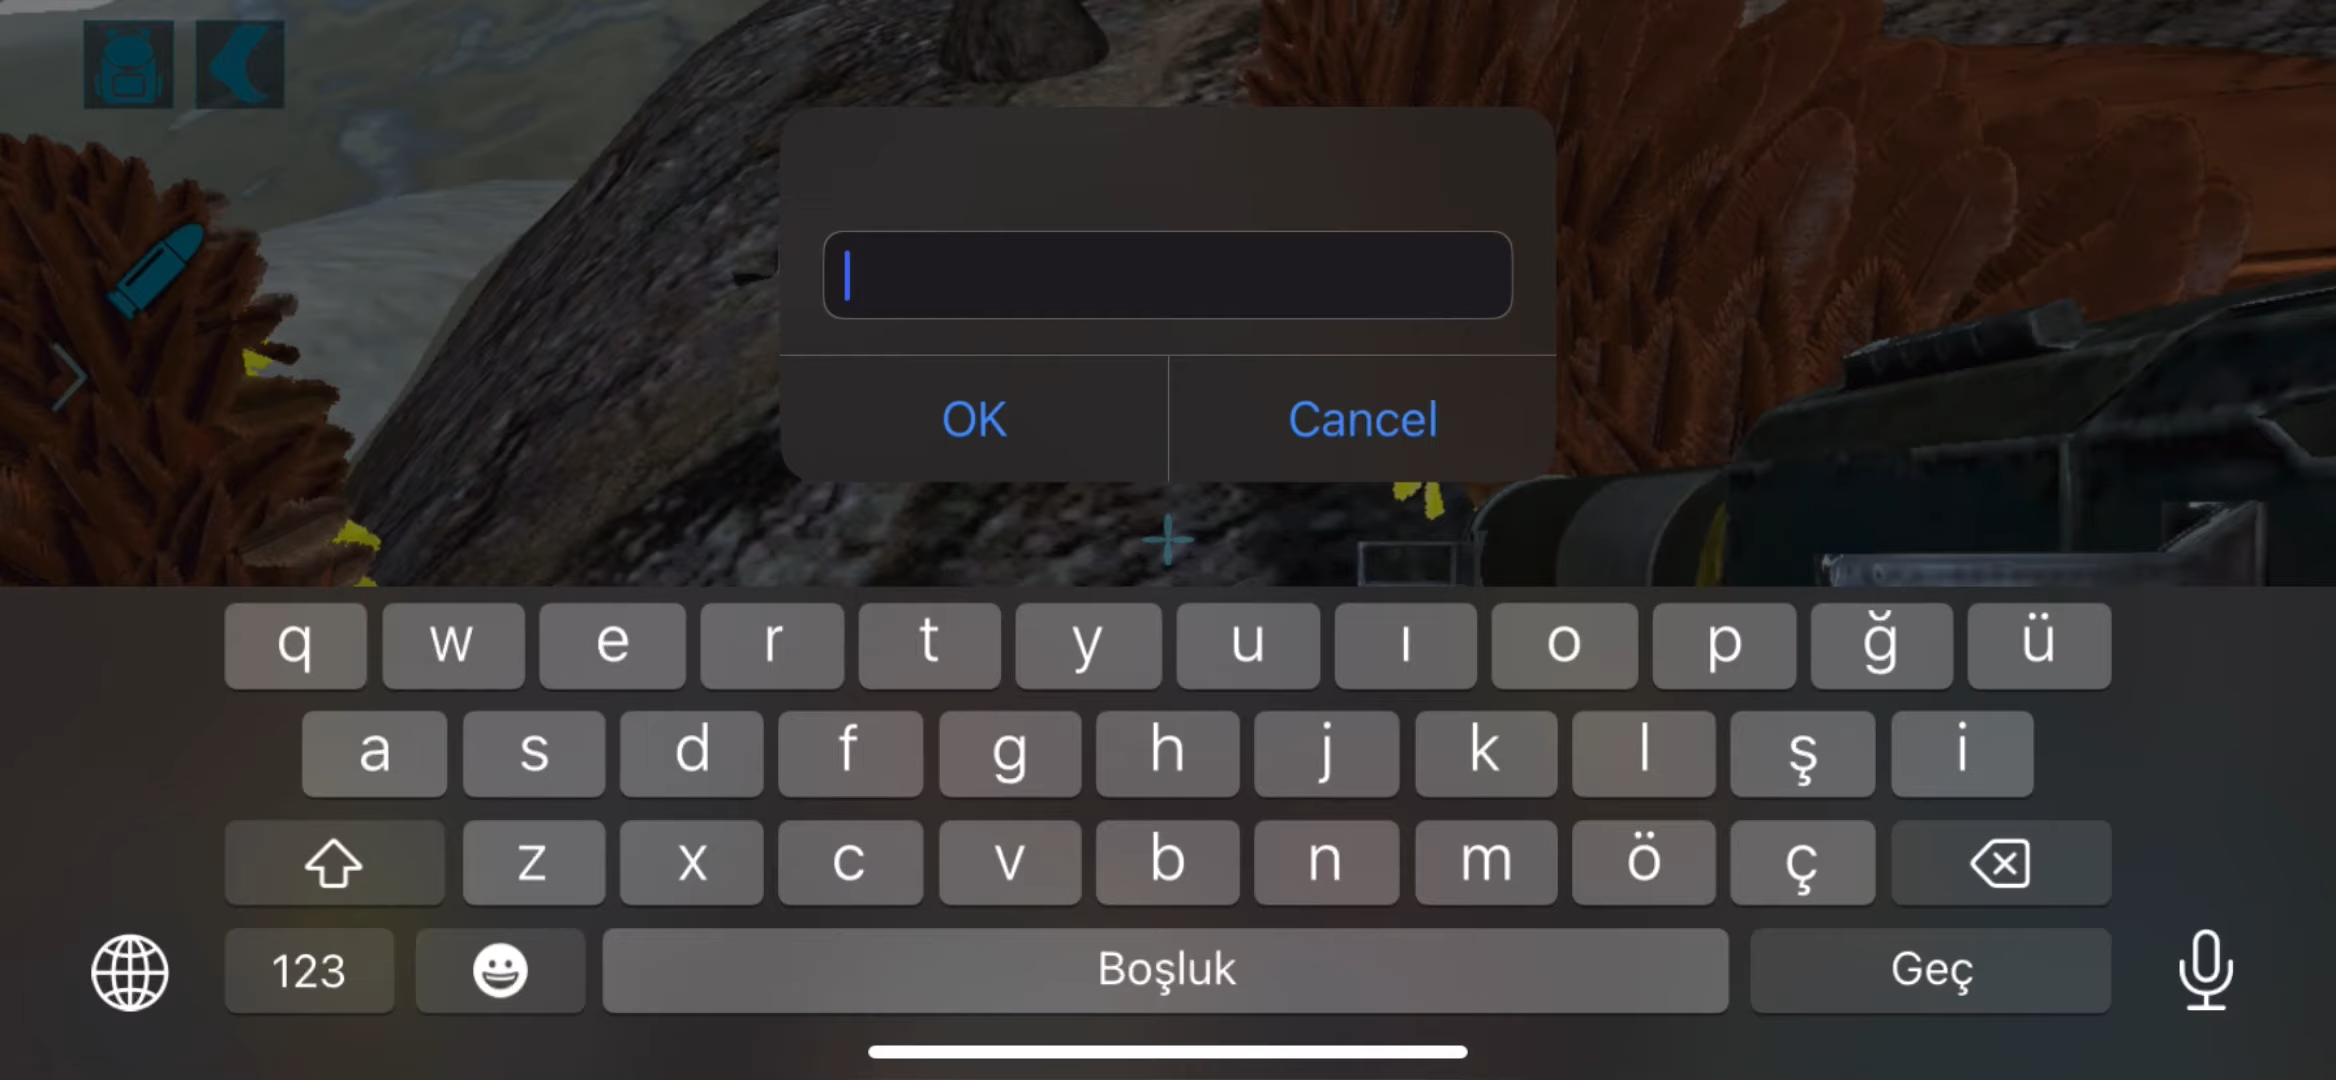 OK Cancel
q w e r t y u ı o p ğ ü
a s d f g h j k l ş i
z x c v b n m ö ç
123 Boşluk Geç